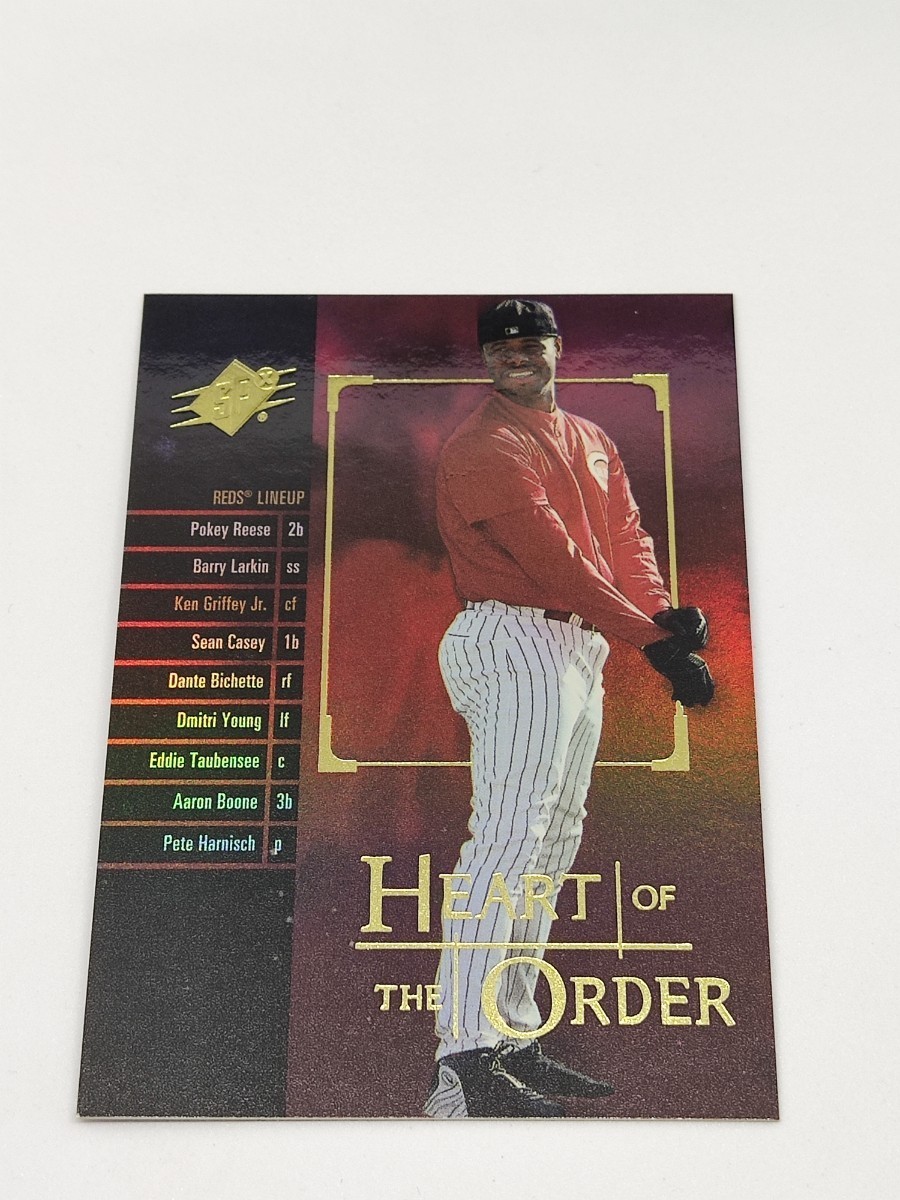 SPx
REDS® LINEUP
Pokey Reese 2b
Barry Larkin ss
Ken Griffey Jr. cf
Sean Casey 1b
Dante Bichette rf
Dmitri Young lf
Eddie Taubensee c
Aaron Boone 3b
Pete Harnisch p
HEART OF
THE ORDER